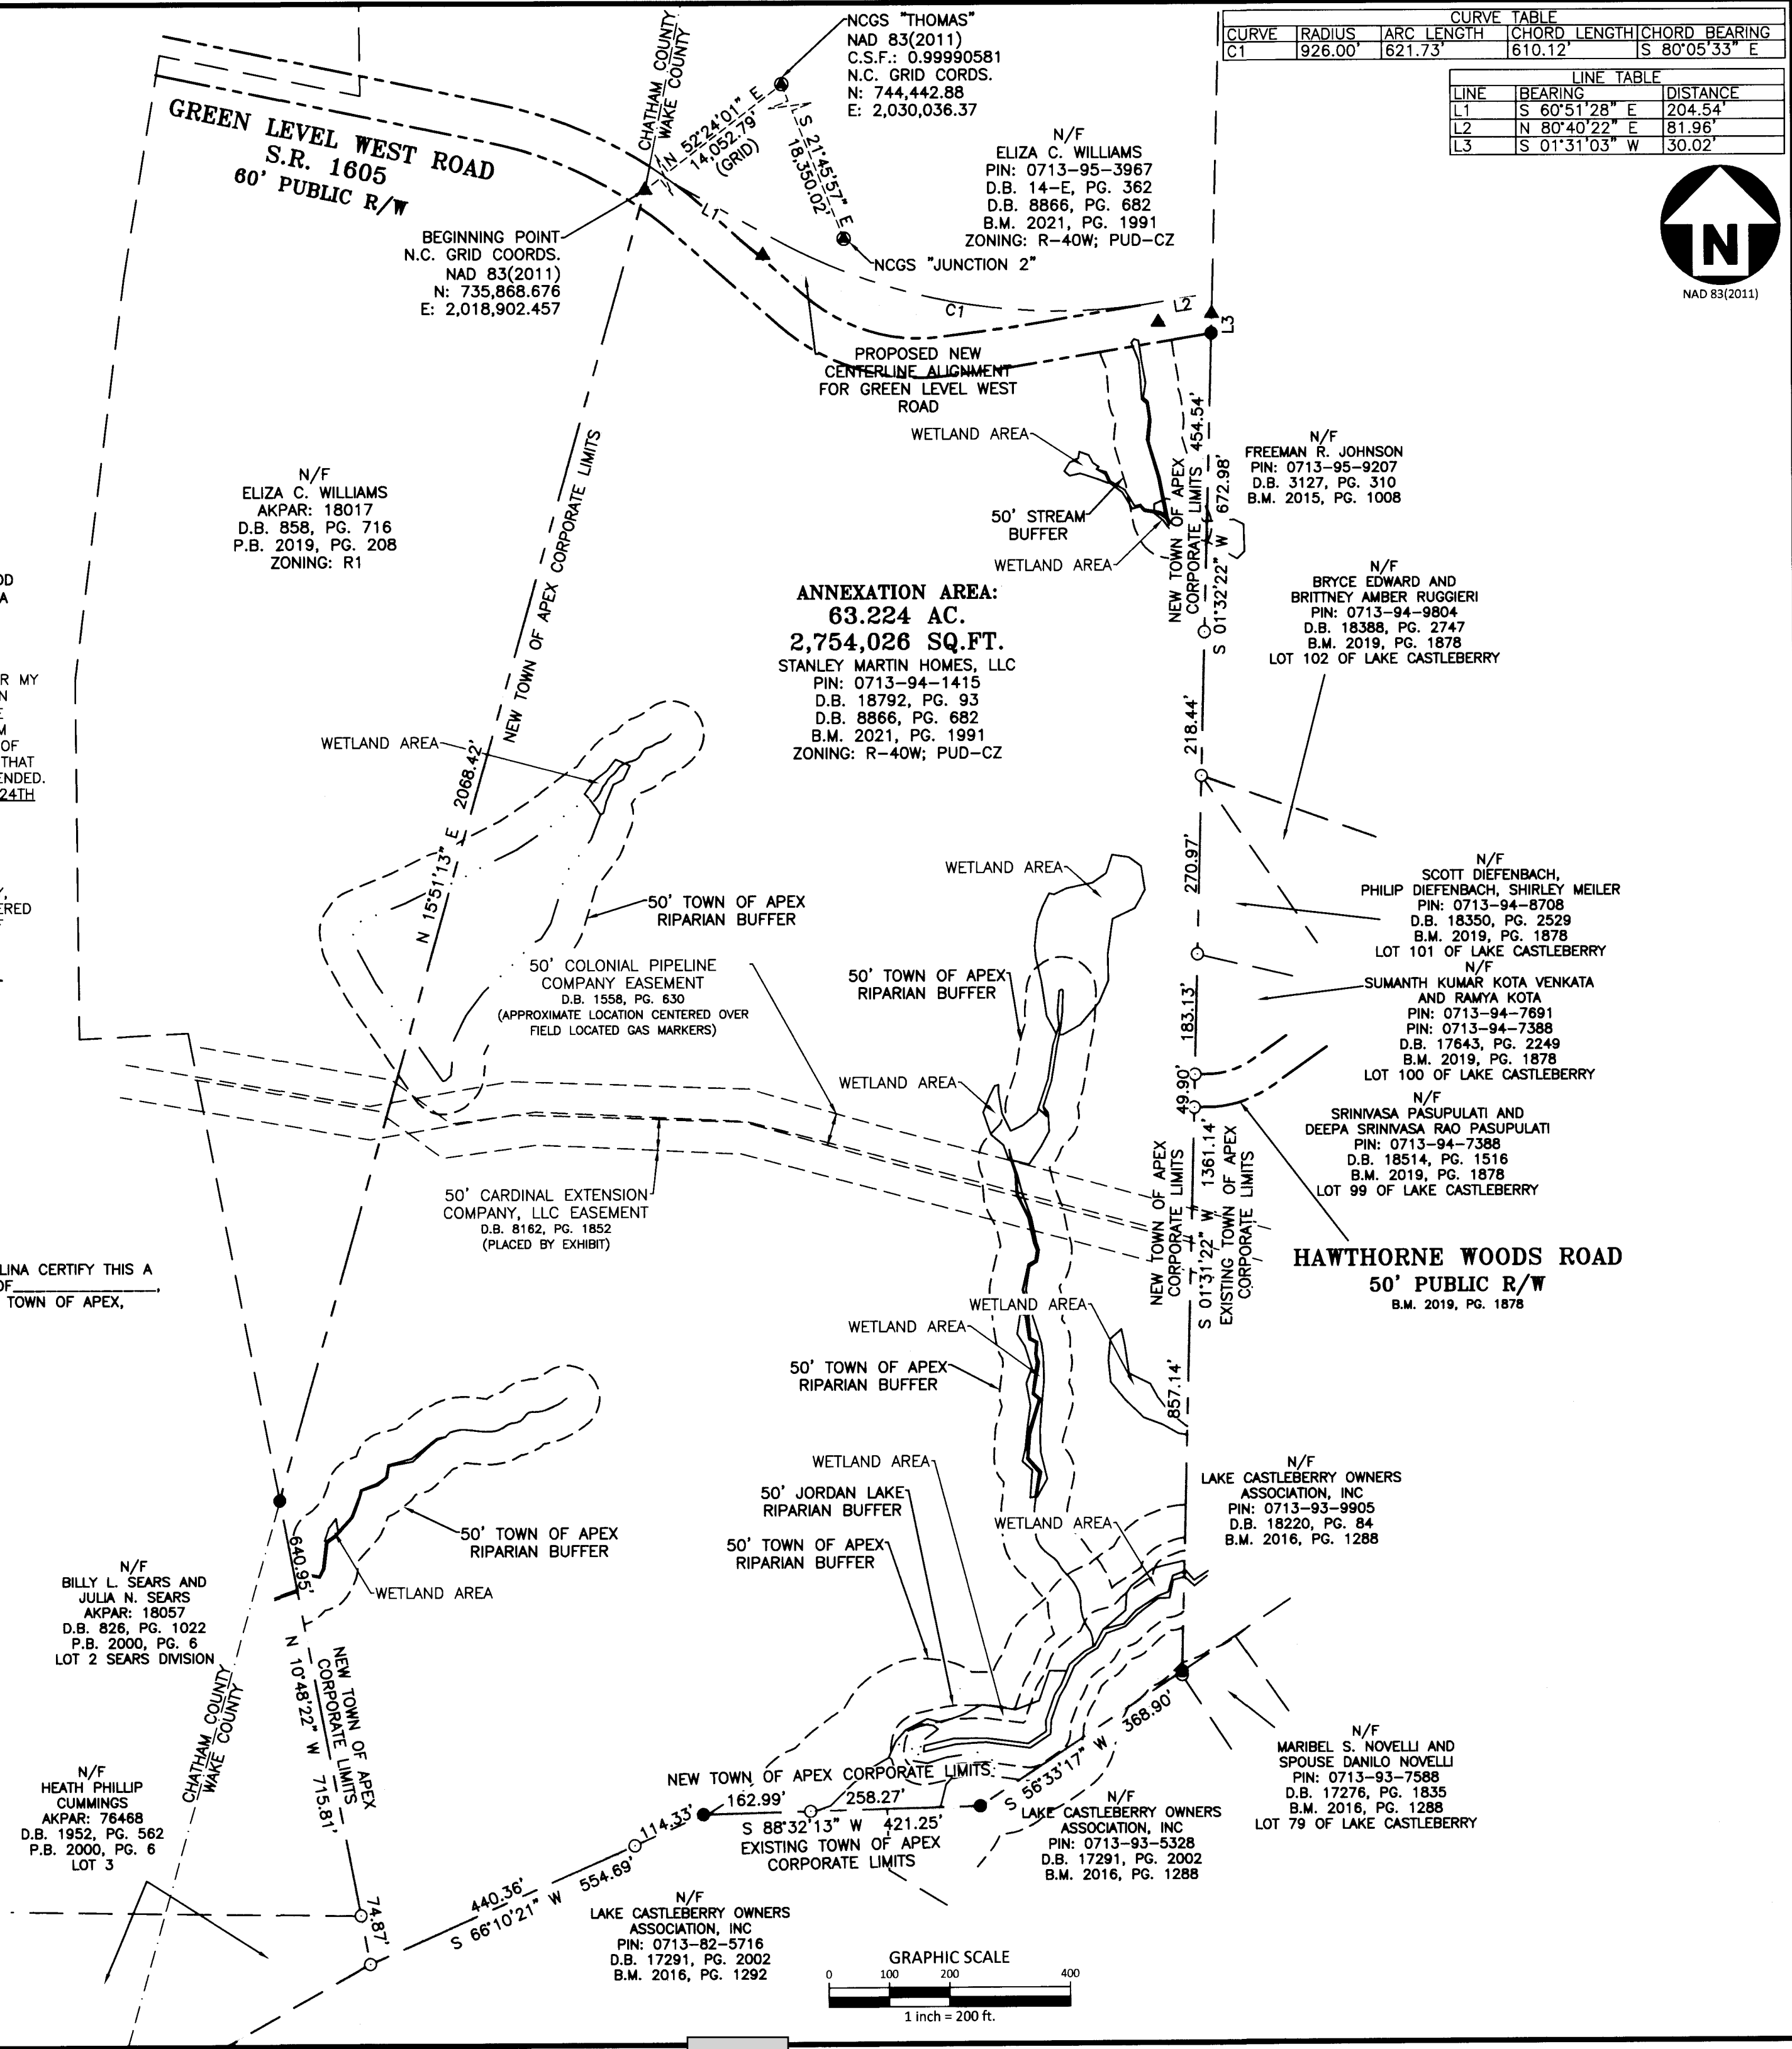 CURVE TABLE
CURVE RADIUS ARC LENGTH CHORD LENGTH CHORD BEARING
C1 926.00' 621.73' 610.12' S 80°05'33" E
LINE TABLE
LINE BEARING DISTANCE
L1 S 60°51'28" E 204.54'
L2 N 80°40'22" E 81.96'
L3 S 01°31'03" W 30.02'
N
NAD 83(2011)
NCGS "THOMAS"
NAD 83(2011)
C.S.F.: 0.99990581
N.C. GRID CORDS.
N: 744,442.88
E: 2,030,036.37
CHATHAM COUNTY
WAKE COUNTY
N 52°24'01" E
14,052.79'
(GRID)
S 21°45'57" E
18,350.02'
NCGS "JUNCTION 2"
GREEN LEVEL WEST ROAD
S.R. 1605
60' PUBLIC R/W
BEGINNING POINT
N.C. GRID COORDS.
NAD 83(2011)
N: 735,868.676
E: 2,018,902.457
N/F
ELIZA C. WILLIAMS
PIN: 0713-95-3967
D.B. 14-E, PG. 362
D.B. 8866, PG. 682
B.M. 2021, PG. 1991
ZONING: R-40W; PUD-CZ
L1
C1
L2
L3
PROPOSED NEW
CENTERLINE ALIGNMENT
FOR GREEN LEVEL WEST
ROAD
WETLAND AREA
50' STREAM
BUFFER
WETLAND AREA
NEW TOWN OF APEX
CORPORATE LIMITS
454.54'
S 01°32'22" W 672.98'
N/F
FREEMAN R. JOHNSON
PIN: 0713-95-9207
D.B. 3127, PG. 310
B.M. 2015, PG. 1008
N/F
ELIZA C. WILLIAMS
AKPAR: 18017
D.B. 858, PG. 716
P.B. 2019, PG. 208
ZONING: R1
NEW TOWN OF APEX CORPORATE LIMITS
N 15°51'13" E 2068.42'
OD
A
R MY
N
E
M
OF
THAT
ENDED.
24TH
ANNEXATION AREA:
63.224 AC.
2,754,026 SQ.FT.
STANLEY MARTIN HOMES, LLC
PIN: 0713-94-1415
D.B. 18792, PG. 93
D.B. 8866, PG. 682
B.M. 2021, PG. 1991
ZONING: R-40W; PUD-CZ
N/F
BRYCE EDWARD AND
BRITTNEY AMBER RUGGIERI
PIN: 0713-94-9804
D.B. 18388, PG. 2747
B.M. 2019, PG. 1878
LOT 102 OF LAKE CASTLEBERRY
218.44'
WETLAND AREA
WETLAND AREA
270.97'
N/F
SCOTT DIEFENBACH,
PHILIP DIEFENBACH, SHIRLEY MEILER
PIN: 0713-94-8708
D.B. 18350, PG. 2529
B.M. 2019, PG. 1878
LOT 101 OF LAKE CASTLEBERRY
Y,
ERED
F
50' TOWN OF APEX
RIPARIAN BUFFER
50' COLONIAL PIPELINE
COMPANY EASEMENT
D.B. 1558, PG. 630
(APPROXIMATE LOCATION CENTERED OVER
FIELD LOCATED GAS MARKERS)
50' TOWN OF APEX
RIPARIAN BUFFER
183.13'
N/F
SUMANTH KUMAR KOTA VENKATA
AND RAMYA KOTA
PIN: 0713-94-7691
PIN: 0713-94-7388
D.B. 17643, PG. 2249
B.M. 2019, PG. 1878
LOT 100 OF LAKE CASTLEBERRY
WETLAND AREA
49.90'
N/F
SRINIVASA PASUPULATI AND
DEEPA SRINIVASA RAO PASUPULATI
PIN: 0713-94-7388
D.B. 18514, PG. 1516
B.M. 2019, PG. 1878
LOT 99 OF LAKE CASTLEBERRY
NEW TOWN OF APEX
CORPORATE LIMITS
S 01°31'22" W 1361.14'
EXISTING TOWN OF APEX
CORPORATE LIMITS
50' CARDINAL EXTENSION
COMPANY, LLC EASEMENT
D.B. 8162, PG. 1852
(PLACED BY EXHIBIT)
HAWTHORNE WOODS ROAD
50' PUBLIC R/W
B.M. 2019, PG. 1878
LINA CERTIFY THIS A
OF______________,
TOWN OF APEX,
WETLAND AREA
WETLAND AREA
50' TOWN OF APEX
RIPARIAN BUFFER
857.14'
WETLAND AREA
50' JORDAN LAKE
RIPARIAN BUFFER
WETLAND AREA
50' TOWN OF APEX
RIPARIAN BUFFER
N/F
LAKE CASTLEBERRY OWNERS
ASSOCIATION, INC
PIN: 0713-93-9905
D.B. 18220, PG. 84
B.M. 2016, PG. 1288
50' TOWN OF APEX
RIPARIAN BUFFER
WETLAND AREA
640.95'
N/F
BILLY L. SEARS AND
JULIA N. SEARS
AKPAR: 18057
D.B. 826, PG. 1022
P.B. 2000, PG. 6
LOT 2 SEARS DIVISION
CHATHAM COUNTY
WAKE COUNTY
NEW TOWN OF APEX
CORPORATE LIMITS
N 10°48'22" W 715.81'
N/F
HEATH PHILLIP
CUMMINGS
AKPAR: 76468
D.B. 1952, PG. 562
P.B. 2000, PG. 6
LOT 3
74.87'
NEW TOWN OF APEX CORPORATE LIMITS
162.99'
258.27'
S 88°32'13" W 421.25'
EXISTING TOWN OF APEX
CORPORATE LIMITS
114.33'
440.36'
S 66°10'21" W 554.69'
S 56°33'17" W 368.90'
N/F
LAKE CASTLEBERRY OWNERS
ASSOCIATION, INC
PIN: 0713-93-5328
D.B. 17291, PG. 2002
B.M. 2016, PG. 1288
N/F
MARIBEL S. NOVELLI AND
SPOUSE DANILO NOVELLI
PIN: 0713-93-7588
D.B. 17276, PG. 1835
B.M. 2016, PG. 1288
LOT 79 OF LAKE CASTLEBERRY
N/F
LAKE CASTLEBERRY OWNERS
ASSOCIATION, INC
PIN: 0713-82-5716
D.B. 17291, PG. 2002
B.M. 2016, PG. 1292
GRAPHIC SCALE
0 100 200 400
1 inch = 200 ft.